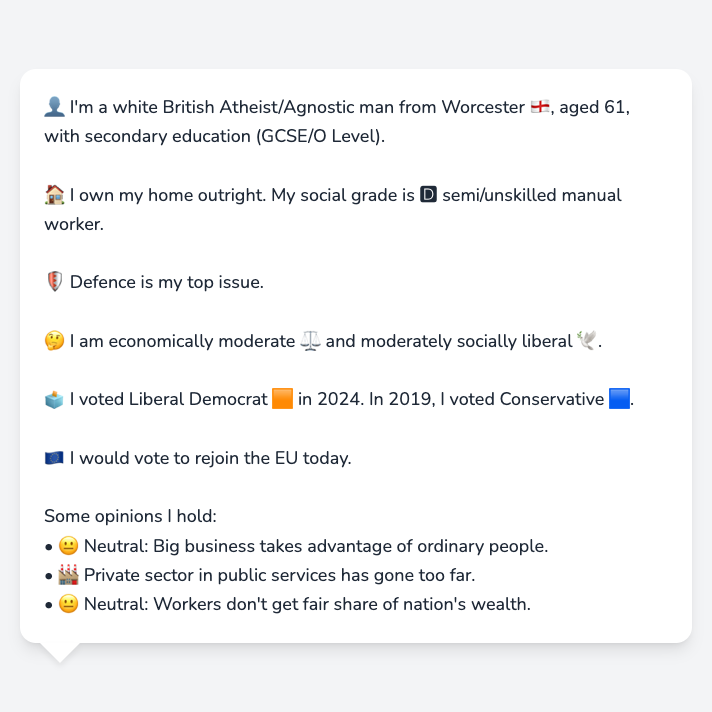 👤 I'm a white British Atheist/Agnostic man from Worcester 🏴󠁧󠁢󠁥󠁮󠁧󠁿, aged 61,
with secondary education (GCSE/O Level).
🏠 I own my home outright. My social grade is 🅳 semi/unskilled manual
worker.
🛡️ Defence is my top issue.
🤔 I am economically moderate ⚖️ and moderately socially liberal 🕊️.
🗳️ I voted Liberal Democrat 🟧 in 2024. In 2019, I voted Conservative 🟦.
🇪🇺 I would vote to rejoin the EU today.
Some opinions I hold:
• 😐 Neutral: Big business takes advantage of ordinary people.
• 🏭 Private sector in public services has gone too far.
• 😐 Neutral: Workers don't get fair share of nation's wealth.